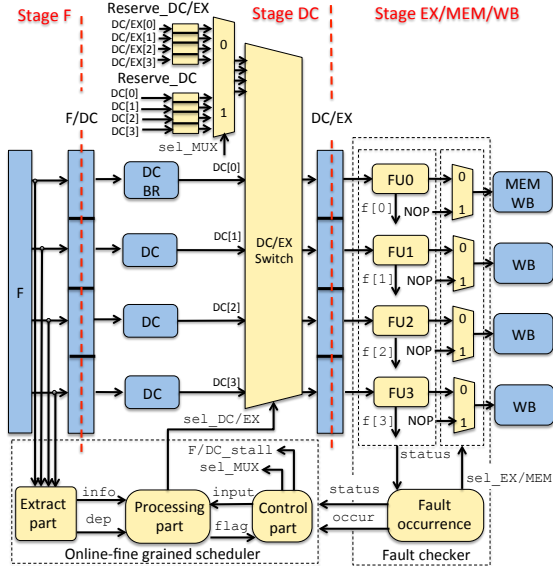 Stage F
Reserve_DC/EX
Stage DC
Stage EX/MEM/WB
DC/EX[0]
DC/EX[1]
DC/EX[2]
DC/EX[3]
0
Reserve_DC
DC[0]
DC[1]
DC[2]
DC[3]
1
F/DC
sel_MUX
DC/EX
DC
BR
DC[0]
FU0
0
MEM
WB
f[0]
NOP
1
DC
DC[1]
DC/EX
Switch
FU1
0
WB
f[1]
NOP
1
F
DC
DC[2]
FU2
0
WB
f[2]
NOP
1
DC
DC[3]
FU3
0
WB
f[3]
NOP
1
sel_DC/EX
F/DC_stall
sel_MUX
status
sel_EX/MEM
Extract
part
info
dep
Processing
part
input
flag
Control
part
status
occur
Fault
occurrence
Online-fine grained scheduler
Fault checker